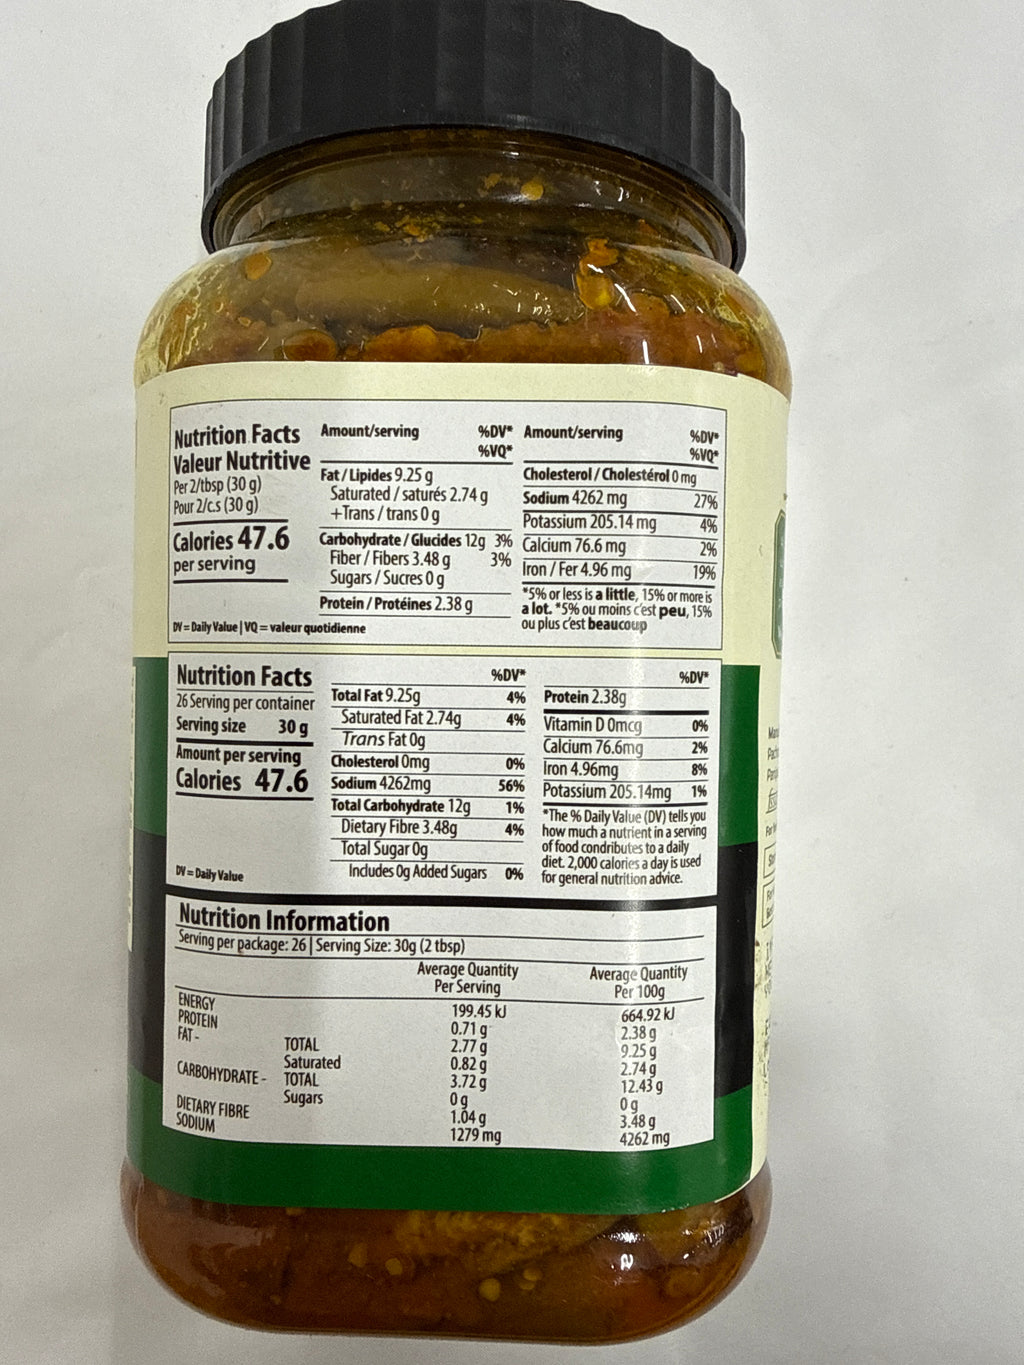 Nutrition Facts
Valeur Nutritive
Per 2/tbsp (30 g)
Pour 2/c.s (30 g)
Calories 47.6
per serving
DV = Daily Value | VQ = valeur quotidienne
Amount/serving %DV*
%VQ*
Fat / Lipides 9.25 g
Saturated / saturés 2.74 g
+Trans / trans 0 g
Carbohydrate / Glucides 12g 3%
Fiber / Fibers 3.48 g 3%
Sugars / Sucres 0 g
Protein / Protéines 2.38 g
Amount/serving %DV*
%VQ*
Cholesterol / Cholestérol 0 mg
Sodium 4262 mg 27%
Potassium 205.14 mg 4%
Calcium 76.6 mg 2%
Iron / Fer 4.96 mg 19%
*5% or less is a little, 15% or more is
a lot. *5% ou moins c'est peu, 15%
ou plus c'est beaucoup
Nutrition Facts
26 Serving per container
Serving size 30 g
Amount per serving
Calories 47.6
DV = Daily Value
%DV*
Total Fat 9.25g 4%
Saturated Fat 2.74g 4%
Trans Fat 0g
Cholesterol 0mg 0%
Sodium 4262mg 56%
Total Carbohydrate 12g 1%
Dietary Fibre 3.48g 4%
Total Sugar 0g
Includes 0g Added Sugars 0%
%DV*
Protein 2.38g
Vitamin D 0mcg 0%
Calcium 76.6mg 2%
Iron 4.96mg 8%
Potassium 205.14mg 1%
*The % Daily Value (DV) tells you
how much a nutrient in a serving
of food condributes to a daily
diet. 2,000 calories a day is used
for general nutrition advice.
Nutrition Information
Serving per package: 26 | Serving Size: 30g (2 tbsp)
Average Quantity Average Quantity
Per Serving Per 100g
ENERGY 199.45 kJ 664.92 kJ
PROTEIN 0.71 g 2.38 g
FAT - TOTAL 2.77 g 9.25 g
Saturated 0.82 g 2.74 g
CARBOHYDRATE - TOTAL 3.72 g 12.43 g
Sugars 0 g 0 g
DIETARY FIBRE 1.04 g 3.48 g
SODIUM 1279 mg 4262 mg